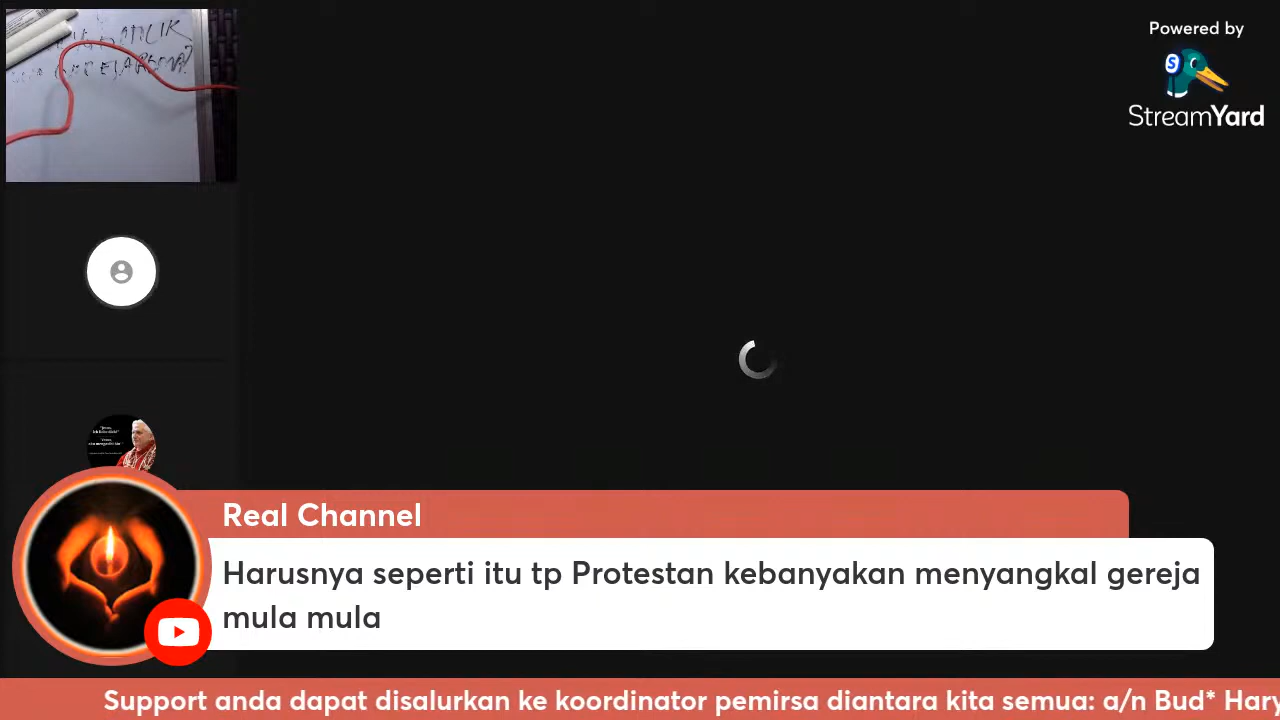 Powered by
StreamYard
Real Channel
Harusnya seperti itu tp Protestan kebanyakan menyangkal gereja
mula mula
Support anda dapat disalurkan ke koordinator pemirsa diantara kita semua: a/n Bud* Hary